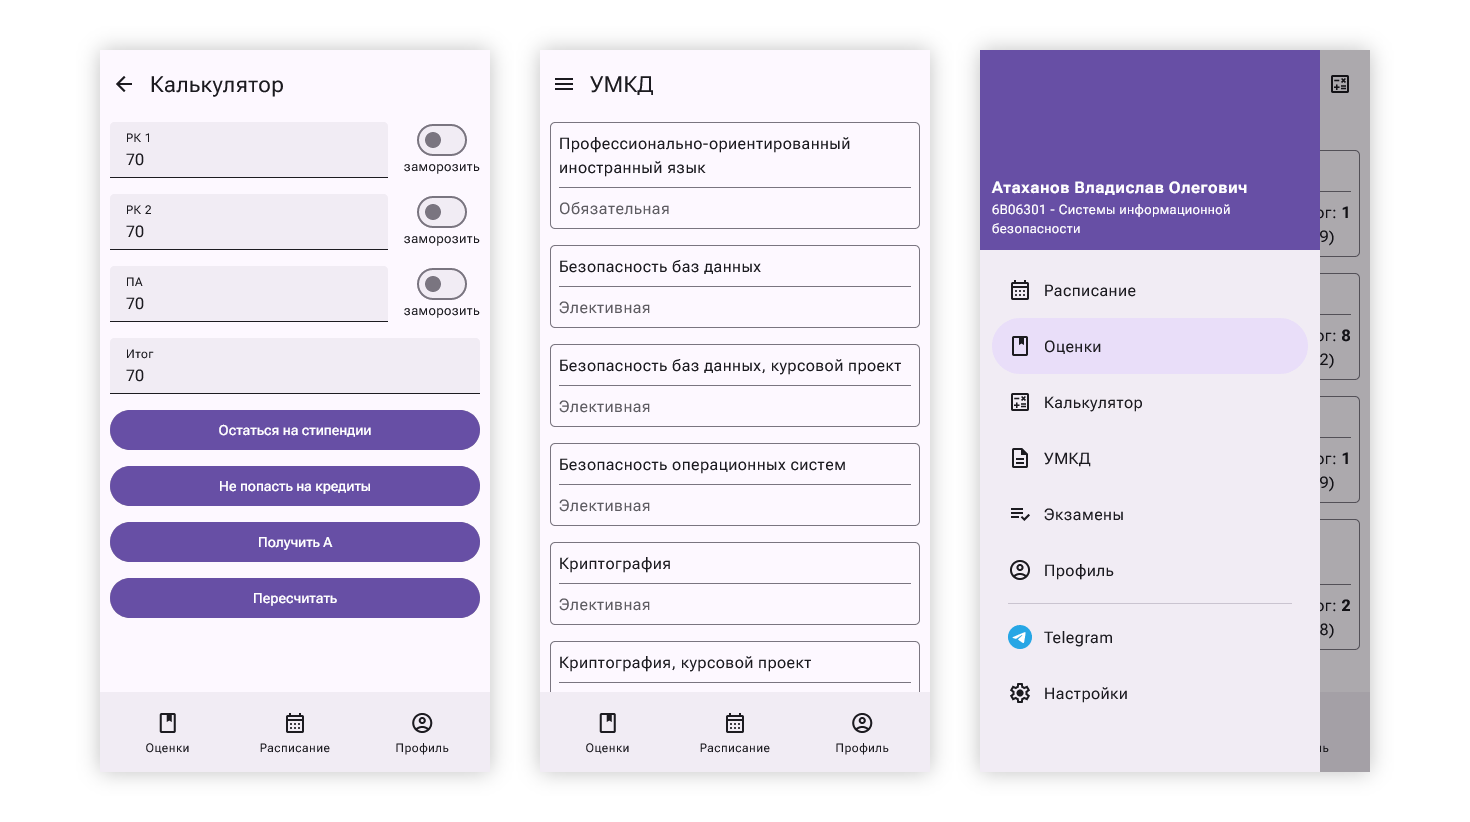 Калькулятор
РК 1
70
заморозить
РК 2
70
заморозить
ПА
70
заморозить
Итог
70
Остаться на стипендии
Не попасть на кредиты
Получить А
Пересчитать
Оценки
Расписание
Профиль
УМКД
Профессионально-ориентированный
иностранный язык
Обязательная
Безопасность баз данных
Элективная
Безопасность баз данных, курсовой проект
Элективная
Безопасность операционных систем
Элективная
Криптография
Элективная
Криптография, курсовой проект
Оценки
Расписание
Профиль
Атаханов Владислав Олегович
6B06301 - Системы информационной
безопасности
Расписание
Оценки
Калькулятор
УМКД
Экзамены
Профиль
Telegram
Настройки
ог: 1
9)
ог: 8
2)
ог: 1
9)
ог: 2
8)